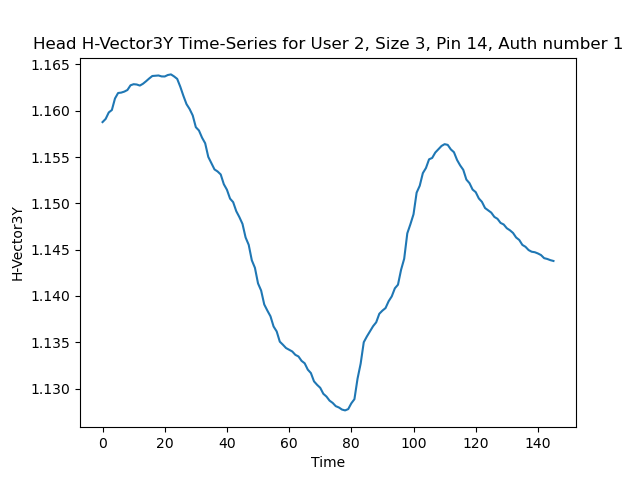 Head H-Vector3Y Time-Series for User 2, Size 3, Pin 14, Auth number 1
1.165
1.160
1.155
1.150
1.145
1.140
1.135
1.130
H-Vector3Y
0 20 40 60 80 100 120 140
Time